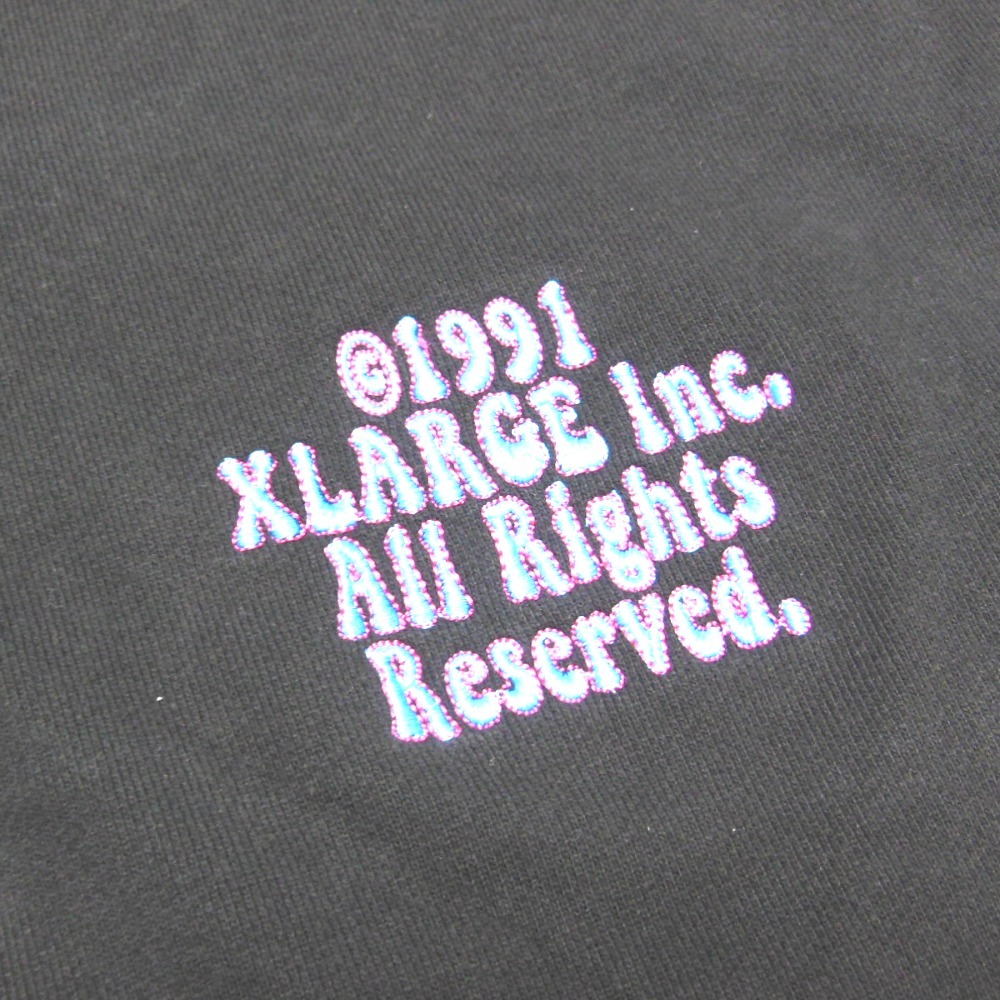 ©1991
XLARGE Inc.
All Rights
Reserved.